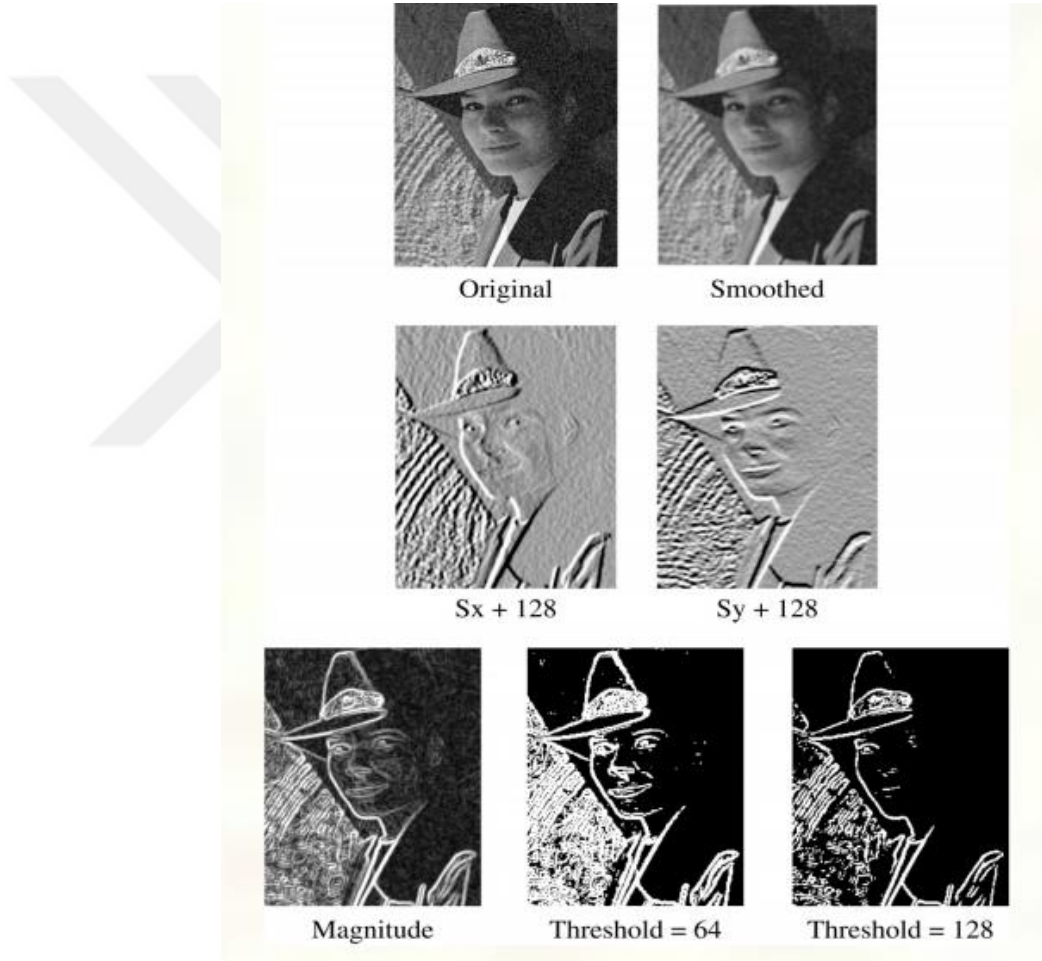 Original
Smoothed
Sx + 128
Sy + 128
Magnitude
Threshold = 64
Threshold = 128